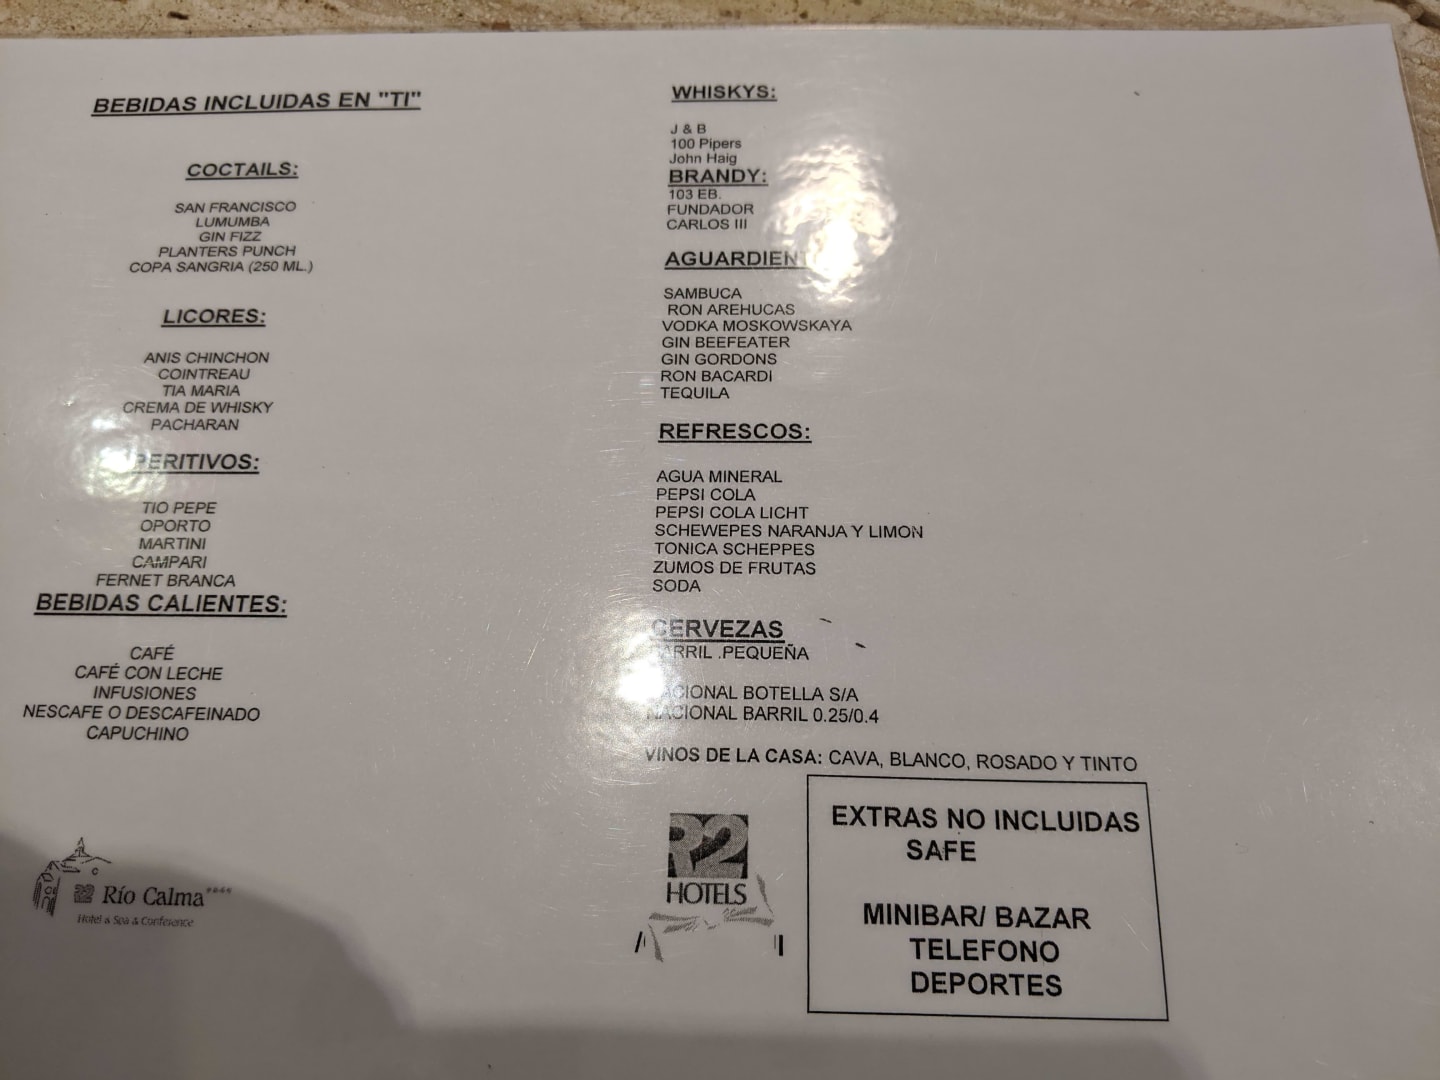 BEBIDAS INCLUIDAS EN "TI"
COCTAILS:
SAN FRANCISCO
LUMUMBA
GIN FIZZ
PLANTERS PUNCH
COPA SANGRIA (250 ML.)
LICORES:
ANIS CHINCHON
COINTREAU
TIA MARIA
CREMA DE WHISKY
PACHARAN
PERITIVOS:
TIO PEPE
OPORTO
MARTINI
CAMPARI
FERNET BRANCA
BEBIDAS CALIENTES:
CAFÉ
CAFÉ CON LECHE
INFUSIONES
NESCAFE O DESCAFEINADO
CAPUCHINO
Río Calma****
Hotel & Spa & Conference
WHISKYS:
J & B
100 Pipers
John Haig
BRANDY:
103 EB.
FUNDADOR
CARLOS III
AGUARDIEN
SAMBUCA
RON AREHUCAS
VODKA MOSKOWSKAYA
GIN BEEFEATER
GIN GORDONS
RON BACARDI
TEQUILA
REFRESCOS:
AGUA MINERAL
PEPSI COLA
PEPSI COLA LICHT
SCHEWEPES NARANJA Y LIMON
TONICA SCHEPPES
ZUMOS DE FRUTAS
SODA
CERVEZAS
BARRIL .PEQUEÑA
NACIONAL BOTELLA S/A
NACIONAL BARRIL 0.25/0.4
VINOS DE LA CASA: CAVA, BLANCO, ROSADO Y TINTO
R2
HOTELS
EXTRAS NO INCLUIDAS
SAFE
MINIBAR/ BAZAR
TELEFONO
DEPORTES